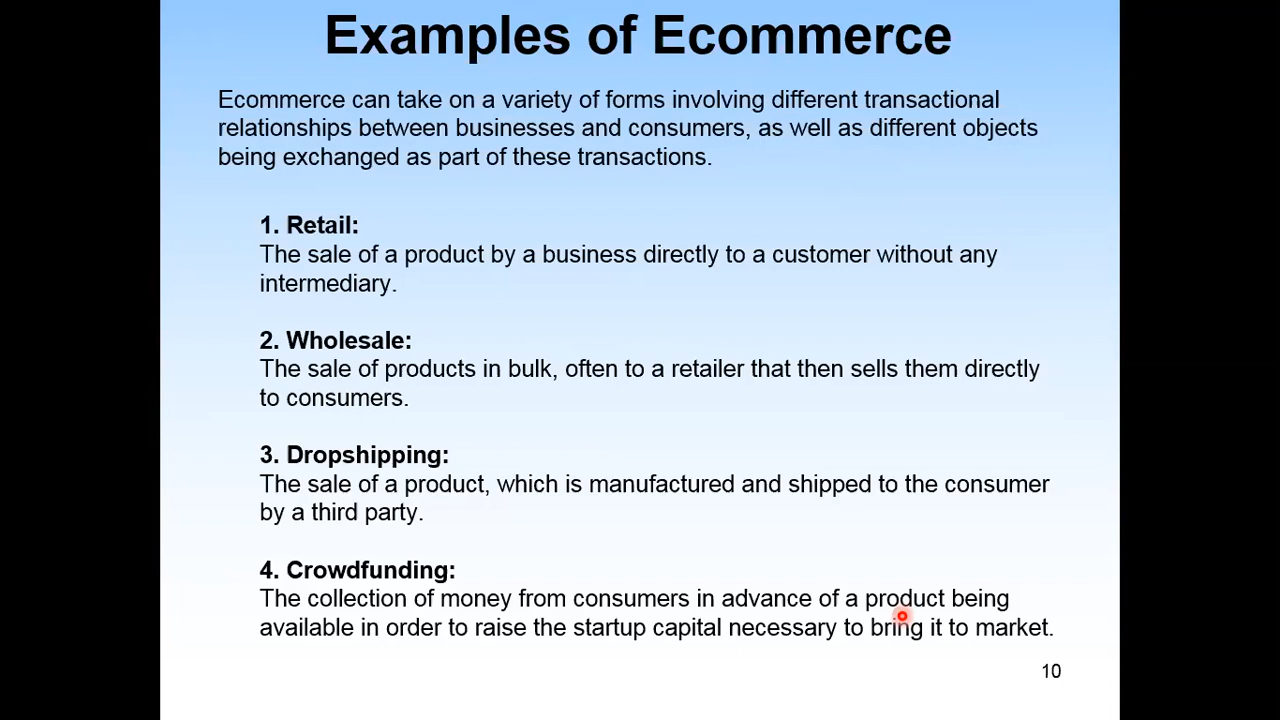 Examples of Ecommerce
Ecommerce can take on a variety of forms involving different transactional
relationships between businesses and consumers, as well as different objects
being exchanged as part of these transactions.
1. Retail:
The sale of a product by a business directly to a customer without any
intermediary.
2. Wholesale:
The sale of products in bulk, often to a retailer that then sells them directly
to consumers.
3. Dropshipping:
The sale of a product, which is manufactured and shipped to the consumer
by a third party.
4. Crowdfunding:
The collection of money from consumers in advance of a product being
available in order to raise the startup capital necessary to bring it to market.
10